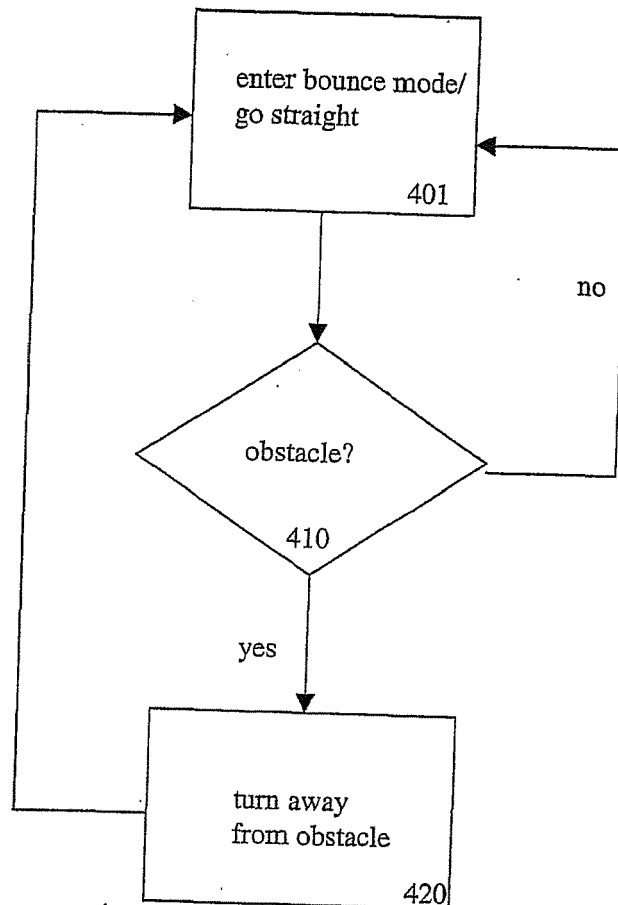 enter bounce mode/
go straight
401
no
obstacle?
410
yes
turn away
from obstacle
420